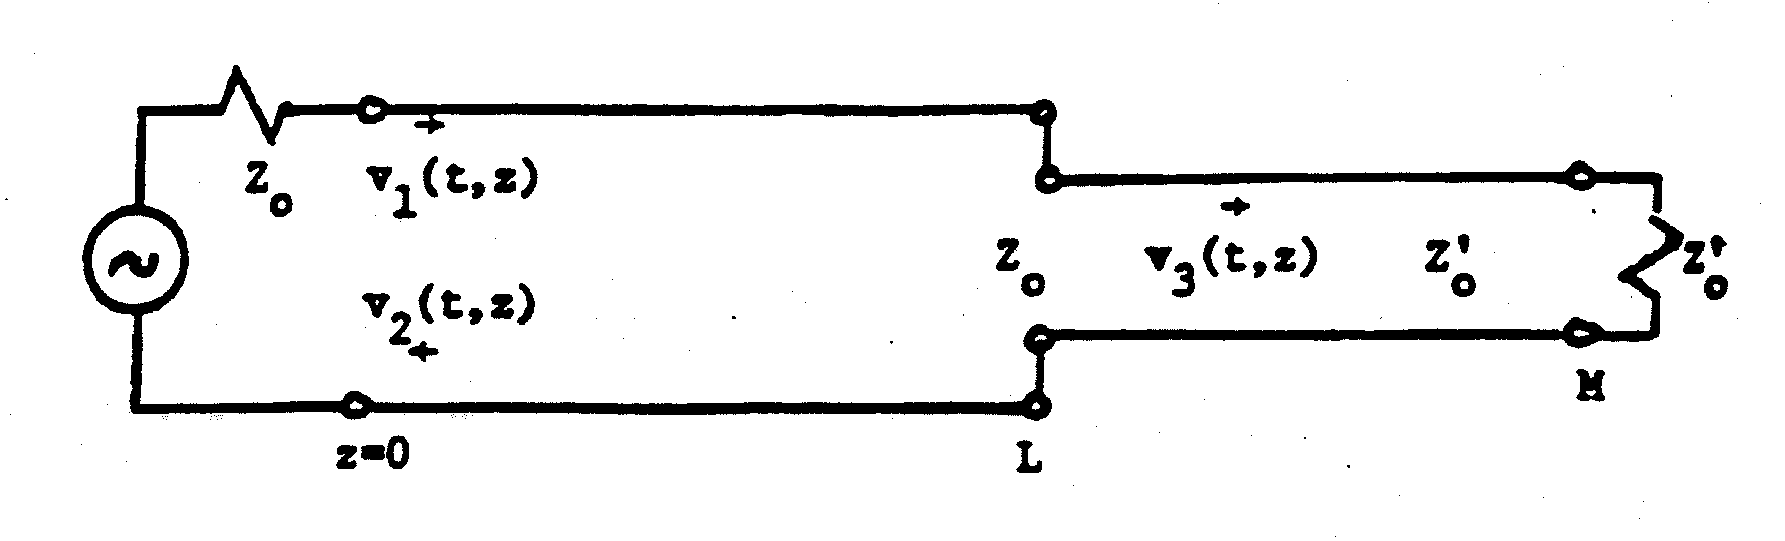 Z₀
v₁(t,z)
v₂(t,z)
z=0
Z₀
L
v₃(t,z)
Z₀'
Z₀'
M